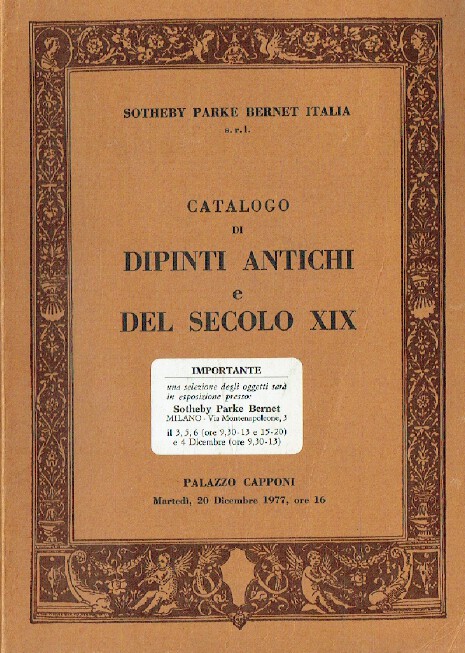 SOTHEBY PARKE BERNET ITALIA
s.r.l.
CATALOGO
DI
DIPINTI ANTICHI
e
DEL SECOLO XIX
IMPORTANTE
una selezione degli oggetti sarà
in esposizione presso:
Sotheby Parke Bernet
MILANO - Via Montenapoleone, 3
il 3, 5, 6 (ore 9,30-13 e 15-20)
e 4 Dicembre (ore 9,30-13)
PALAZZO CAPPONI
Martedì, 20 Dicembre 1977, ore 16